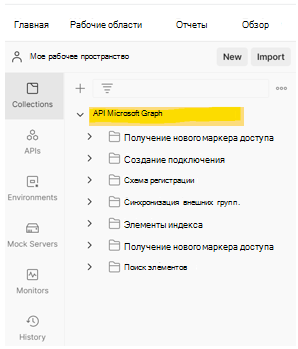 Главная Рабочие области Отчеты Обзор
Мое рабочее пространство New Import
Collections
API Microsoft Graph
Получение нового маркера доступа
APIs
Создание подключения
Схема регистрации
Environments
Синхронизация внешних групп.
Элементы индекса
Mock Servers
Получение нового маркера доступа
Поиск элементов
Monitors
History